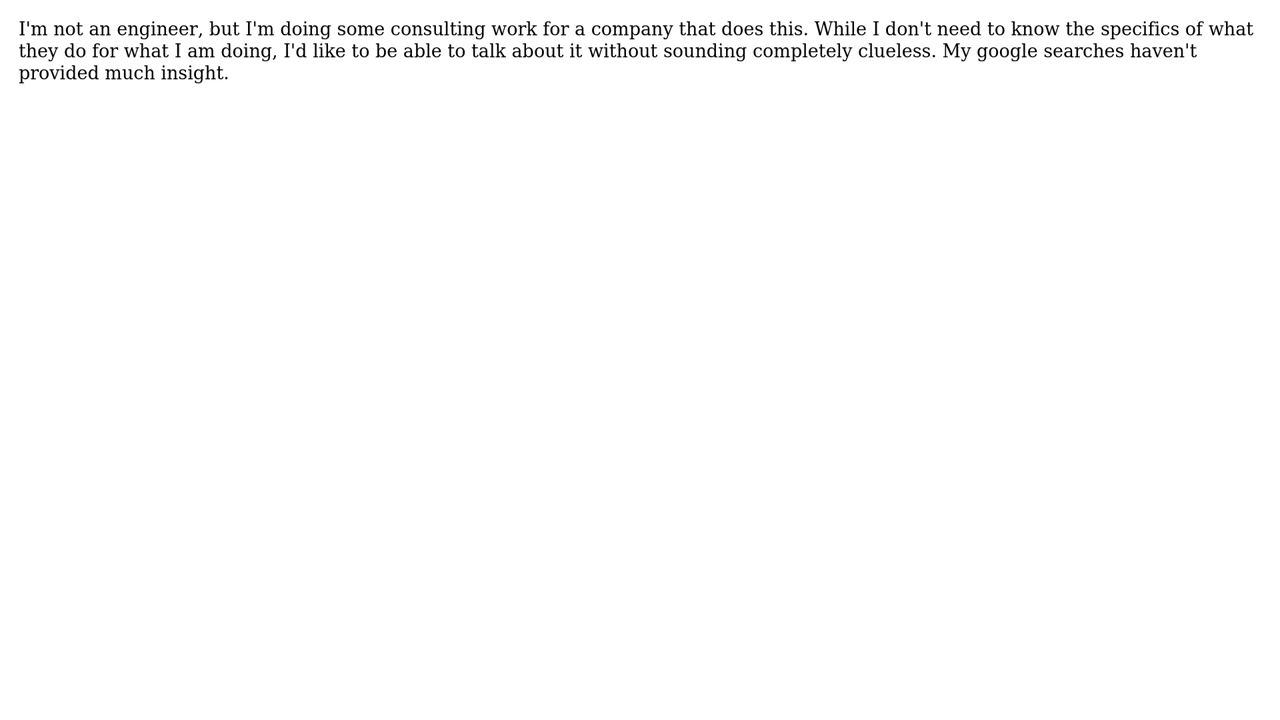 I'm not an engineer, but I'm doing some consulting work for a company that does this. While I don't need to know the specifics of what
they do for what I am doing, I'd like to be able to talk about it without sounding completely clueless. My google searches haven't
provided much insight.